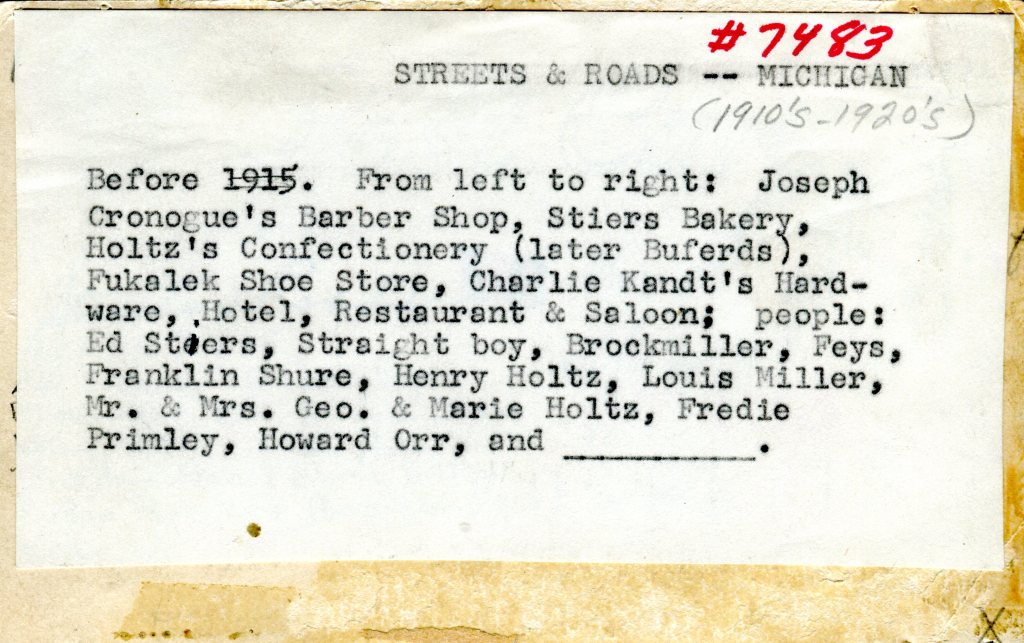 #7483
STREETS & ROADS -- MICHIGAN
(1910's-1920's)
Before 1915. From left to right: Joseph
Cronogue's Barber Shop, Stiers Bakery,
Holtz's Confectionery (later Buferds),
Fukalek Shoe Store, Charlie Kandt's Hard-
ware, Hotel, Restaurant & Saloon; people:
Ed Stiers, Straight boy, Brockmiller, Feys,
Franklin Shure, Henry Holtz, Louis Miller,
Mr. & Mrs. Geo. & Marie Holtz, Fredie
Primley, Howard Orr, and __________.
X